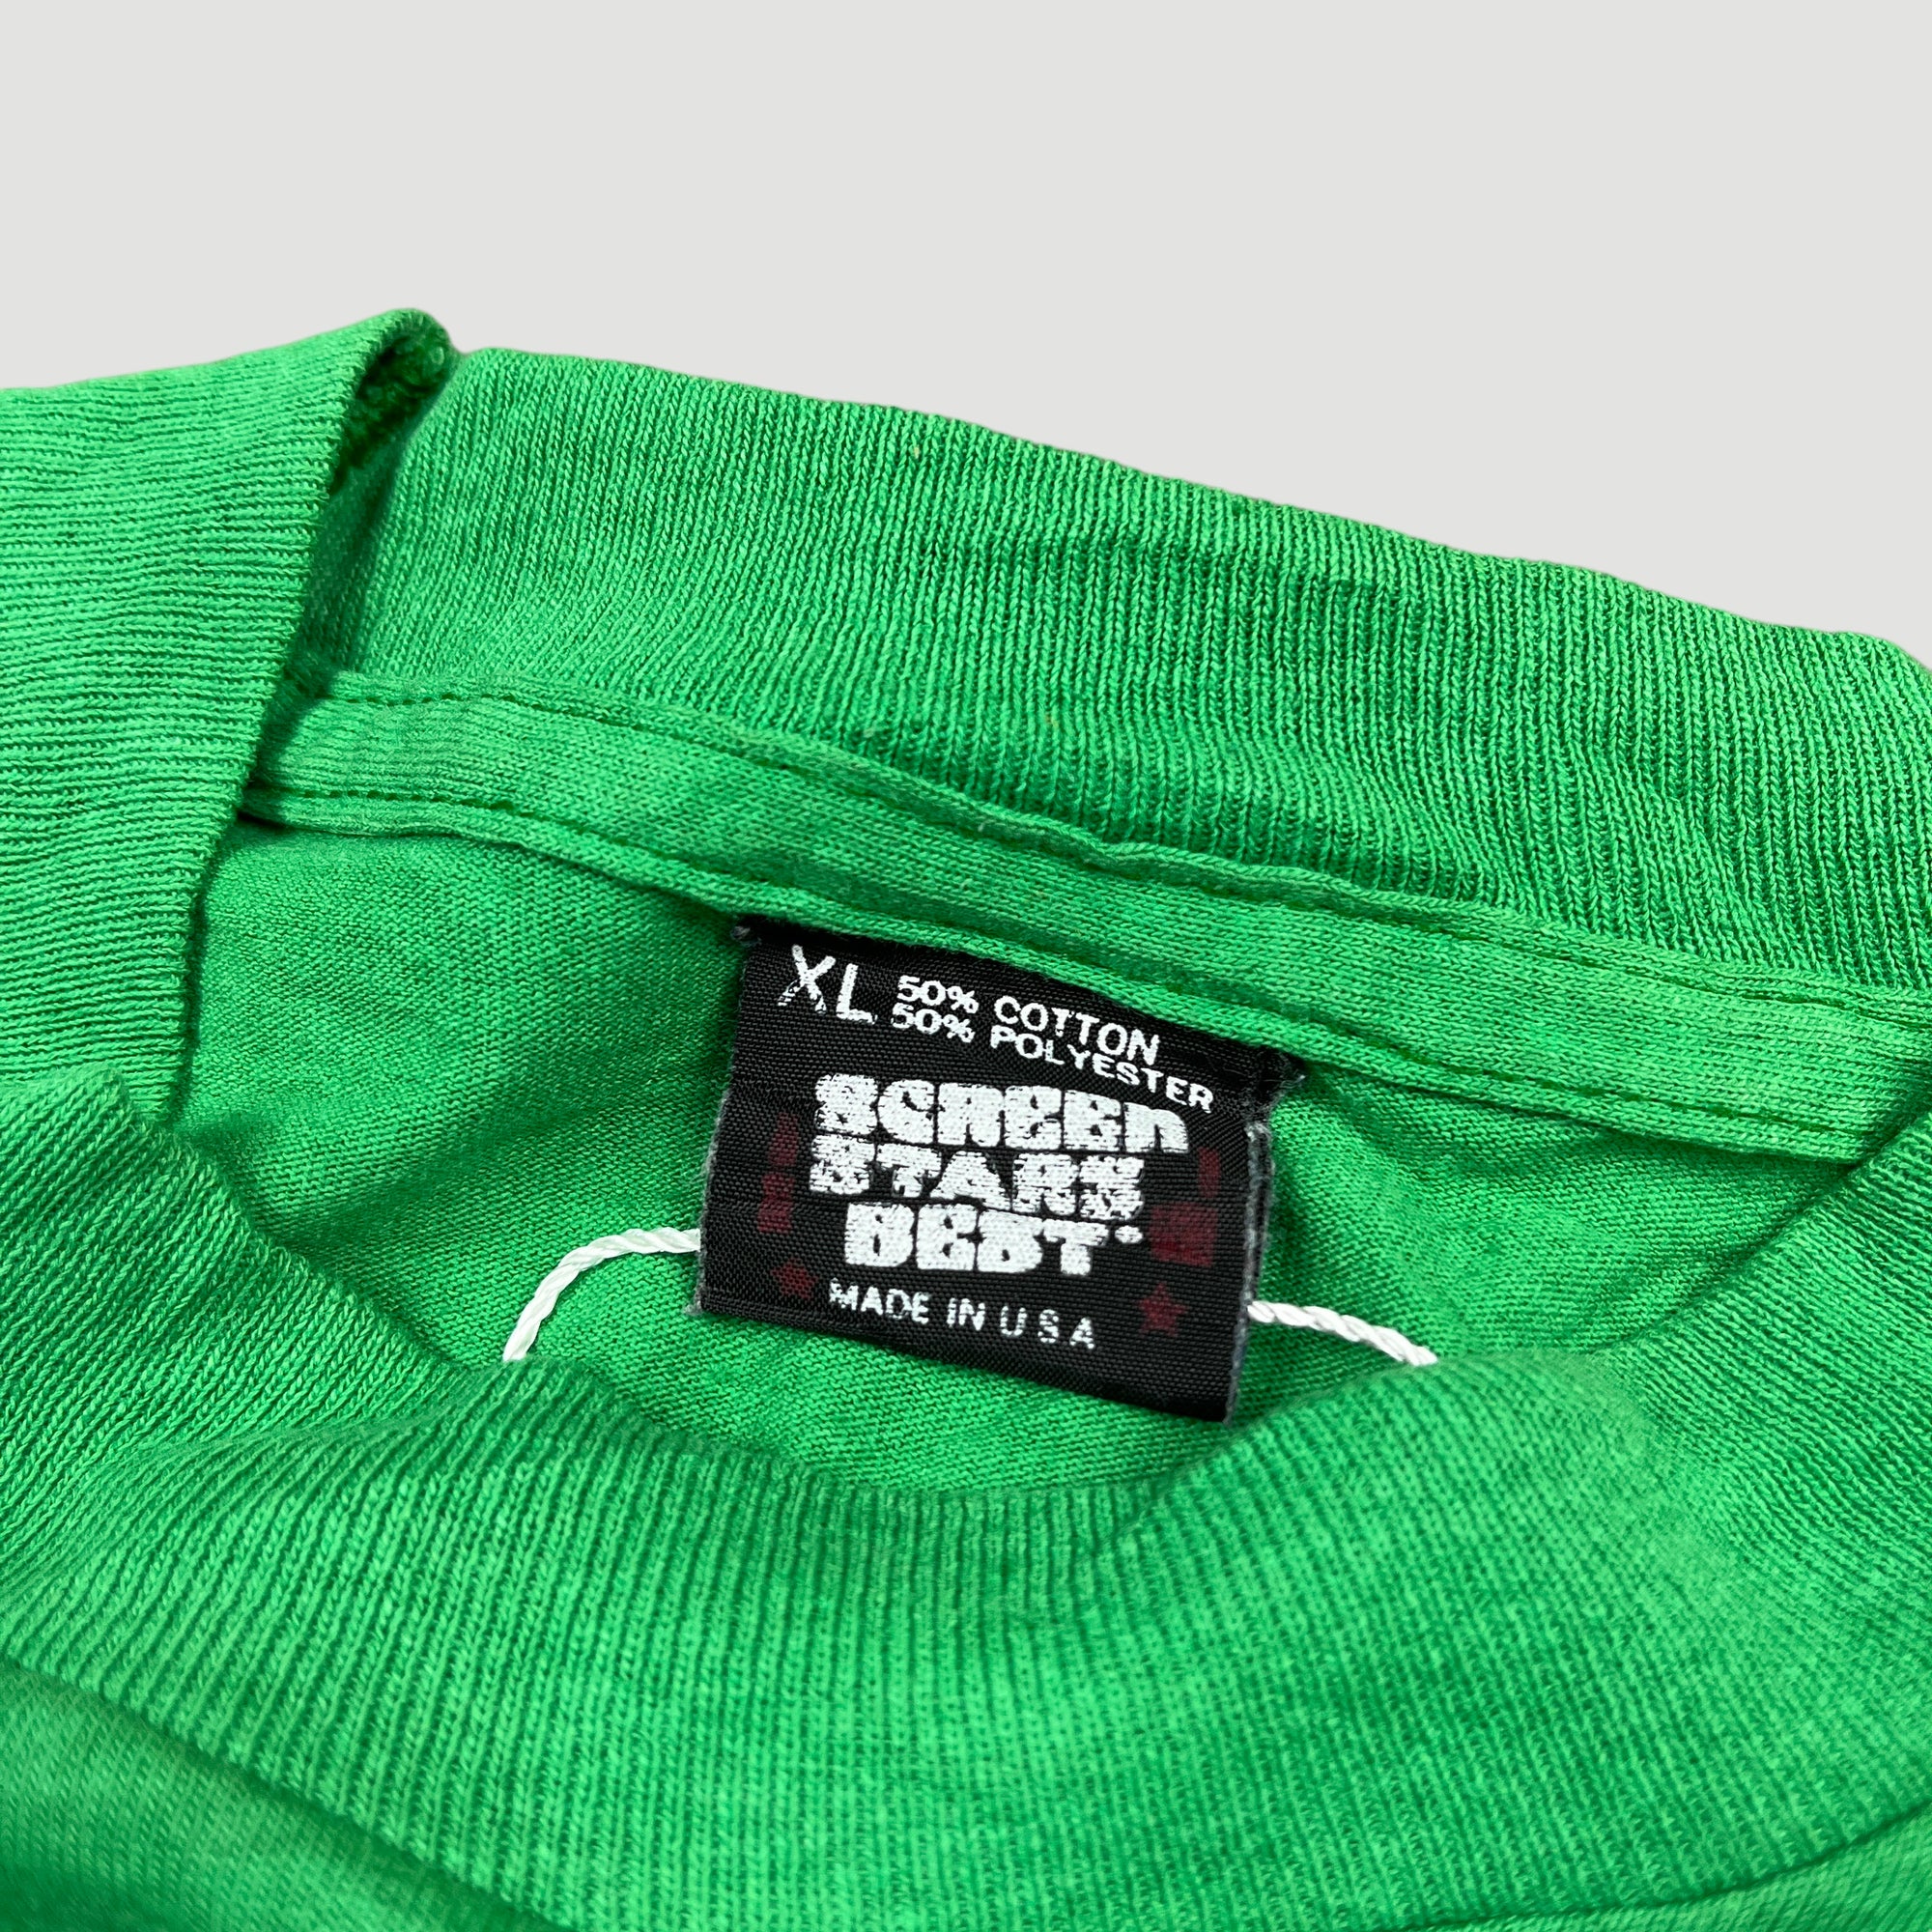 XL 50% COTTON
50% POLYESTER
SCREEN
STARS
BEST
MADE IN U S A